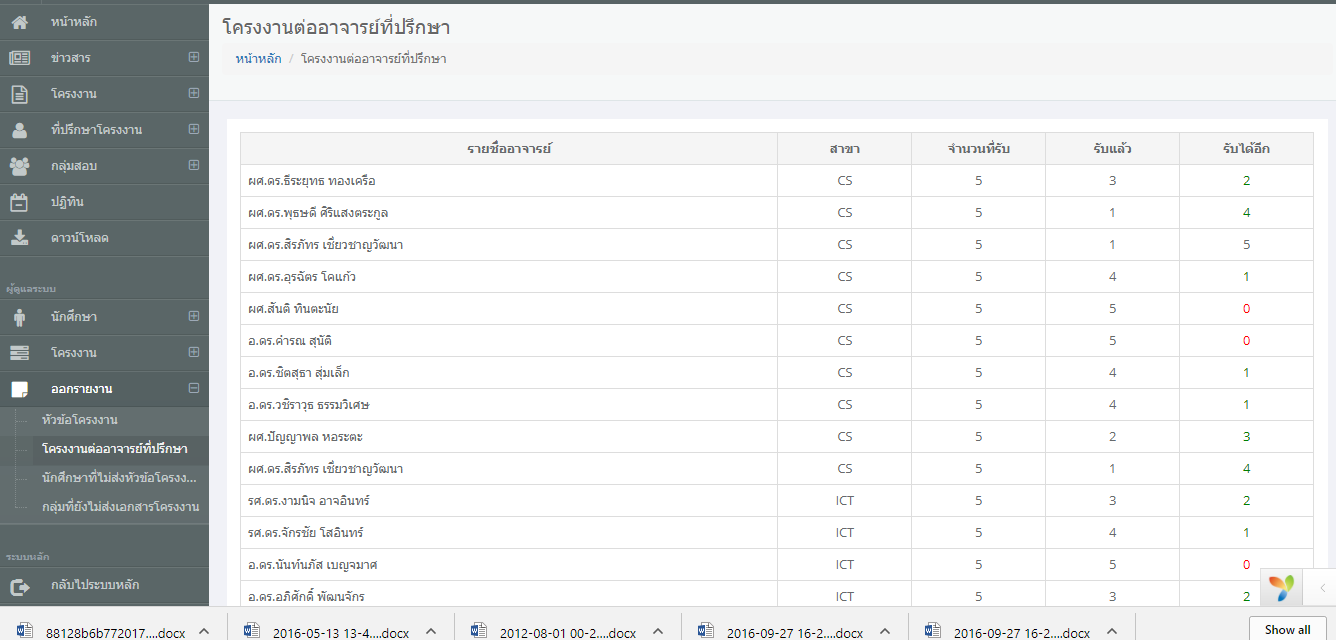 หน้าหลัก
ข่าวสาร
โครงงาน
ที่ปรึกษาโครงงาน
กลุ่มสอบ
ปฏิทิน
ดาวน์โหลด
ผู้ดูแลระบบ
นักศึกษา
โครงงาน
ออกรายงาน
หัวข้อโครงงาน
โครงงานต่ออาจารย์ที่ปรึกษา
นักศึกษาที่ไม่ส่งหัวข้อโครงง...
กลุ่มที่ยังไม่ส่งเอกสารโครงงาน
ระบบหลัก
กลับไประบบหลัก
โครงงานต่ออาจารย์ที่ปรึกษา
หน้าหลัก / โครงงานต่ออาจารย์ที่ปรึกษา
รายชื่ออาจารย์ สาขา จำนวนที่รับ รับแล้ว รับได้อีก
ผศ.ดร.ธีระยุทธ ทองเครือ CS 5 3 2
ผศ.ดร.พุธษดี ศิริแสงตระกูล CS 5 1 4
ผศ.ดร.สิรภัทร เชี่ยวชาญวัฒนา CS 5 1 5
ผศ.ดร.อุรฉัตร โคแก้ว CS 5 4 1
ผศ.สันติ ทินตะนัย CS 5 5 0
อ.ดร.คำรณ สุนัติ CS 5 5 0
อ.ดร.ชิตสุธา สุ่มเล็ก CS 5 4 1
อ.ดร.วชิราวุธ ธรรมวิเศษ CS 5 4 1
ผศ.ปัญญาพล หอระตะ CS 5 2 3
ผศ.ดร.สิรภัทร เชี่ยวชาญวัฒนา CS 5 1 4
รศ.ดร.งามนิจ อาจอินทร์ ICT 5 3 2
รศ.ดร.จักรชัย โสอินทร์ ICT 5 4 1
อ.ดร.นันท์นภัส เบญจมาศ ICT 5 5 0
อ.ดร.อภิศักดิ์ พัฒนจักร ICT 5 3 2
88128b6b772017....docx 2016-05-13 13-4....docx 2012-08-01 00-2....docx 2016-09-27 16-2....docx 2016-09-27 16-2....docx Show all